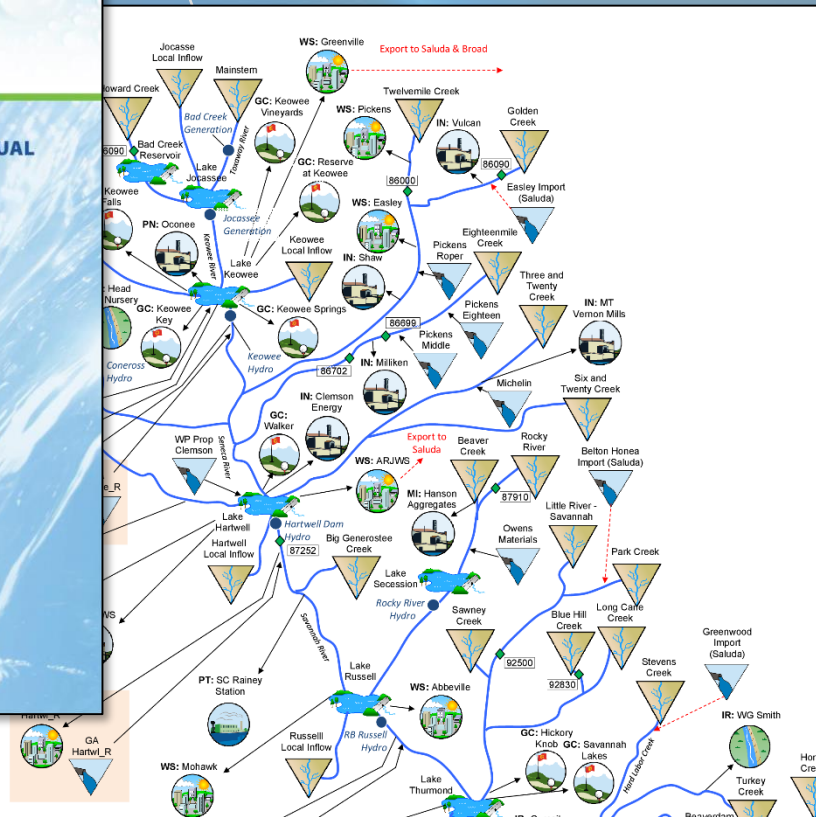 UAL
Jocasse
Local Inflow
Mainstem
WS: Greenville
Export to Saluda & Broad
Howard Creek
Bad Creek
Generation
Toxaway River
GC: Keowee
Vineyards
WS: Pickens
Twelvemile Creek
IN: Vulcan
Golden
Creek
6090
Bad Creek
Reservoir
Lake
Jocassee
GC: Reserve
at Keowee
86000
86090
Easley Import
(Saluda)
Keowee
Falls
PN: Oconee
Jocassee
Generation
WS: Easley
Keowee River
Keowee
Local Inflow
IN: Shaw
Pickens
Roper
Eighteenmile
Creek
Lake
Keowee
Three and
Twenty
Creek
: Head
Nursery
GC: Keowee
Key
GC: Keowee Springs
86699
Pickens
Middle
Pickens
Eighteen
IN: MT
Vernon Mills
Coneross
Hydro
Keowee
Hydro
86702
IN: Milliken
Michelin
Six and
Twenty Creek
IN: Clemson
Energy
GC:
Walker
WP Prop
Clemson
Seneca River
Export to
Saluda
WS: ARJWS
Beaver
Creek
Rocky
River
Belton Honea
Import (Saluda)
e_R
MI: Hanson
Aggregates
87910
Little River -
Savannah
Lake
Hartwell
Hartwell Dam
Hydro
87252
Hartwell
Local Inflow
Big Generostee
Creek
Owens
Materials
Park Creek
Lake
Secession
Rocky River
Hydro
WS
Savannah River
Sawney
Creek
Blue Hill
Creek
Long Cane
Creek
Greenwood
Import
(Saluda)
92500
92830
Stevens
Creek
PT: SC Rainey
Station
Lake
Russell
WS: Abbeville
Hartwl_R
GA
Hartwl_R
RB Russell
Hydro
Russelll
Local Inflow
GC: Hickory
Knob
GC: Savannah
Lakes
Hard Labor Creek
IR: WG Smith
WS: Mohawk
Lake
Thurmond
Turkey
Creek
Beaverdam